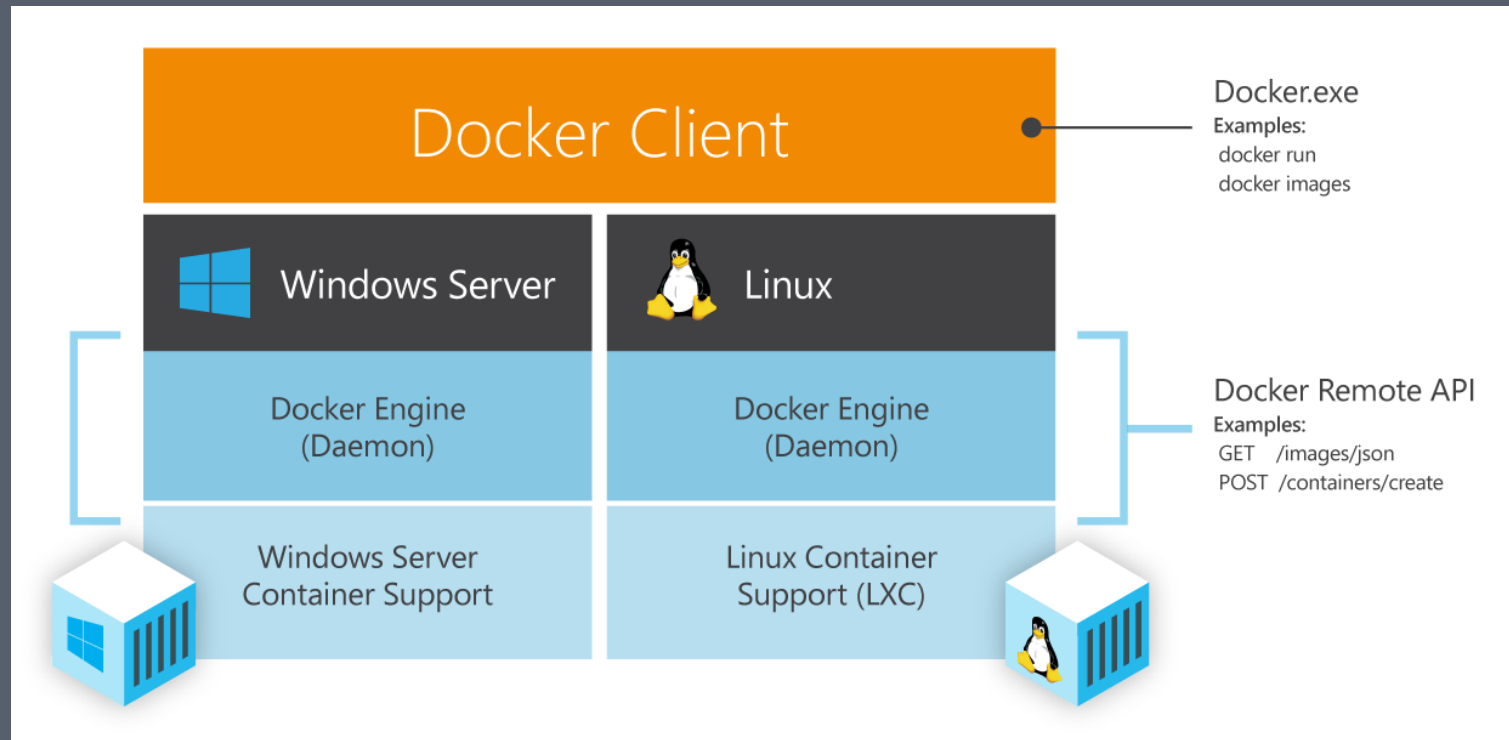 Docker Client
Docker.exe
Examples:
docker run
docker images
Windows Server
Linux
Docker Engine
(Daemon)
Docker Engine
(Daemon)
Docker Remote API
Examples:
GET /images/json
POST /containers/create
Windows Server
Container Support
Linux Container
Support (LXC)